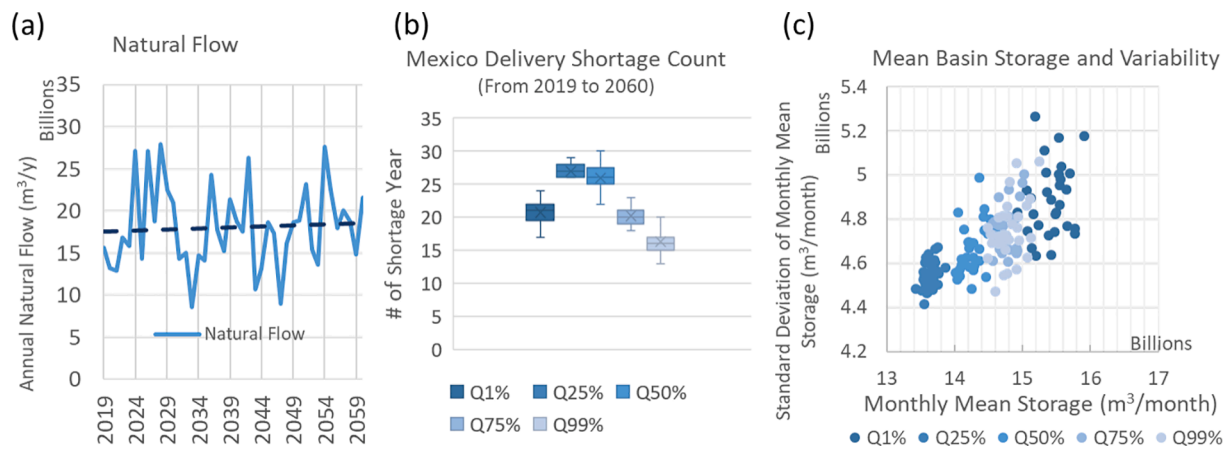 (a)
Natural Flow
Billions
Annual Natural Flow (m³/y)
35
30
25
20
15
10
5
0
Natural Flow
2019
2024
2029
2034
2039
2044
2049
2054
2059
(b)
Mexico Delivery Shortage Count
(From 2019 to 2060)
# of Shortage Year
35
30
25
20
15
10
5
0
Q1% Q25% Q50%
Q75% Q99%
(c)
Mean Basin Storage and Variability
Standard Deviation of Monthly Mean
Storage (m³/month)
Billions
5.4
5.2
5
4.8
4.6
4.4
4.2
Billions
13 14 15 16 17
Monthly Mean Storage (m³/month)
Q1% Q25% Q50% Q75% Q99%